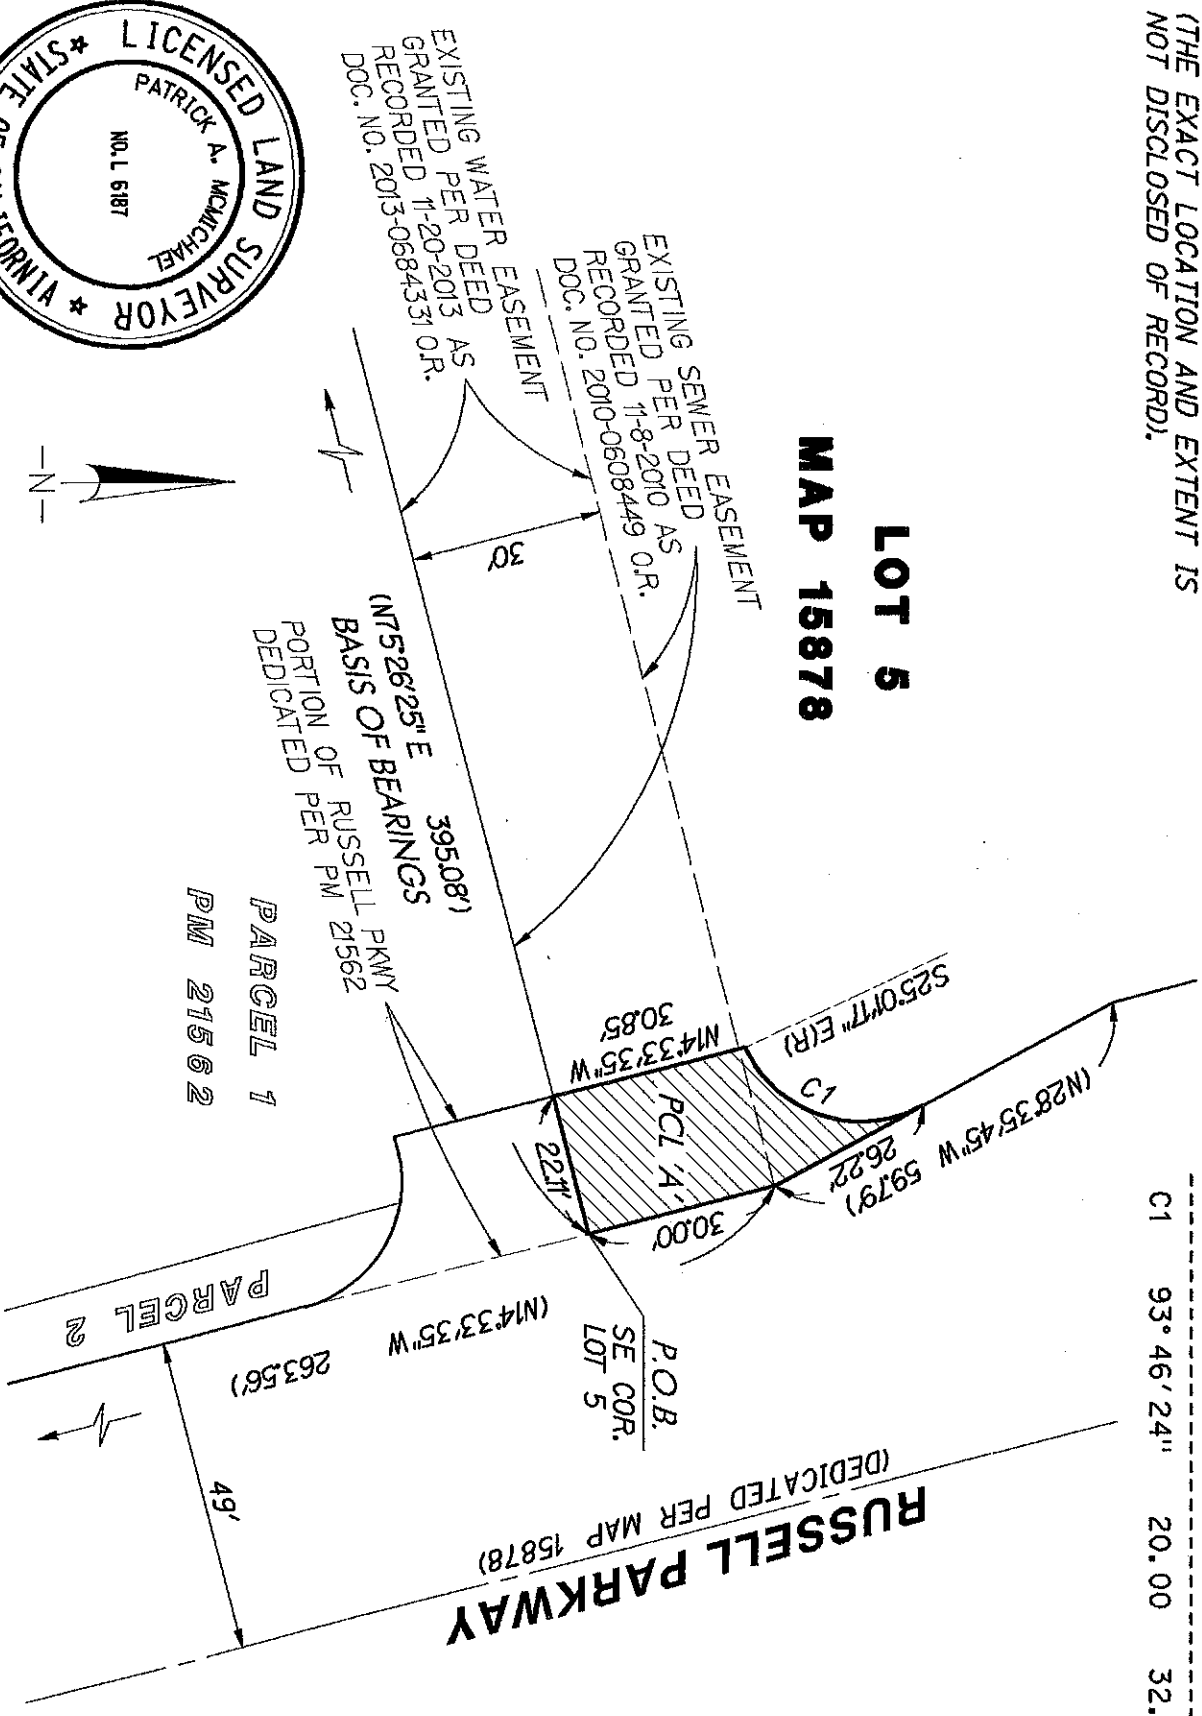 (THE EXACT LOCATION AND EXTENT IS
NOT DISCLOSED OF RECORD).
C1 93°46'24" 20.00 32.
LOT 5
MAP 15878
EXISTING SEWER EASEMENT
GRANTED PER DEED
RECORDED 11-8-2010 AS
DOC. NO. 2010-0608449 O.R.
EXISTING WATER EASEMENT
GRANTED PER DEED
RECORDED 11-20-2013 AS
DOC. NO. 2013-0684331 O.R.
30'
(N75°26'25"E 395.08')
BASIS OF BEARINGS
PORTION OF RUSSELL PKWY
DEDICATED PER PM 21562
PARCEL 1
PM 21562
S25°01'17" E(R)
N14°33'35"W
30.85'
C1
PCL 'A'
22.11'
30.00'
26.22'
(N28°35'45"W 59.79')
P.O.B.
SE COR.
LOT 5
(N14°33'35"W 263.56')
PARCEL 2
49'
RUSSELL PARKWAY
(DEDICATED PER MAP 15878)
-N-
LICENSED LAND SURVEYOR
PATRICK A. MCMICHAEL
NO. L 6187
STATE OF CALIFORNIA